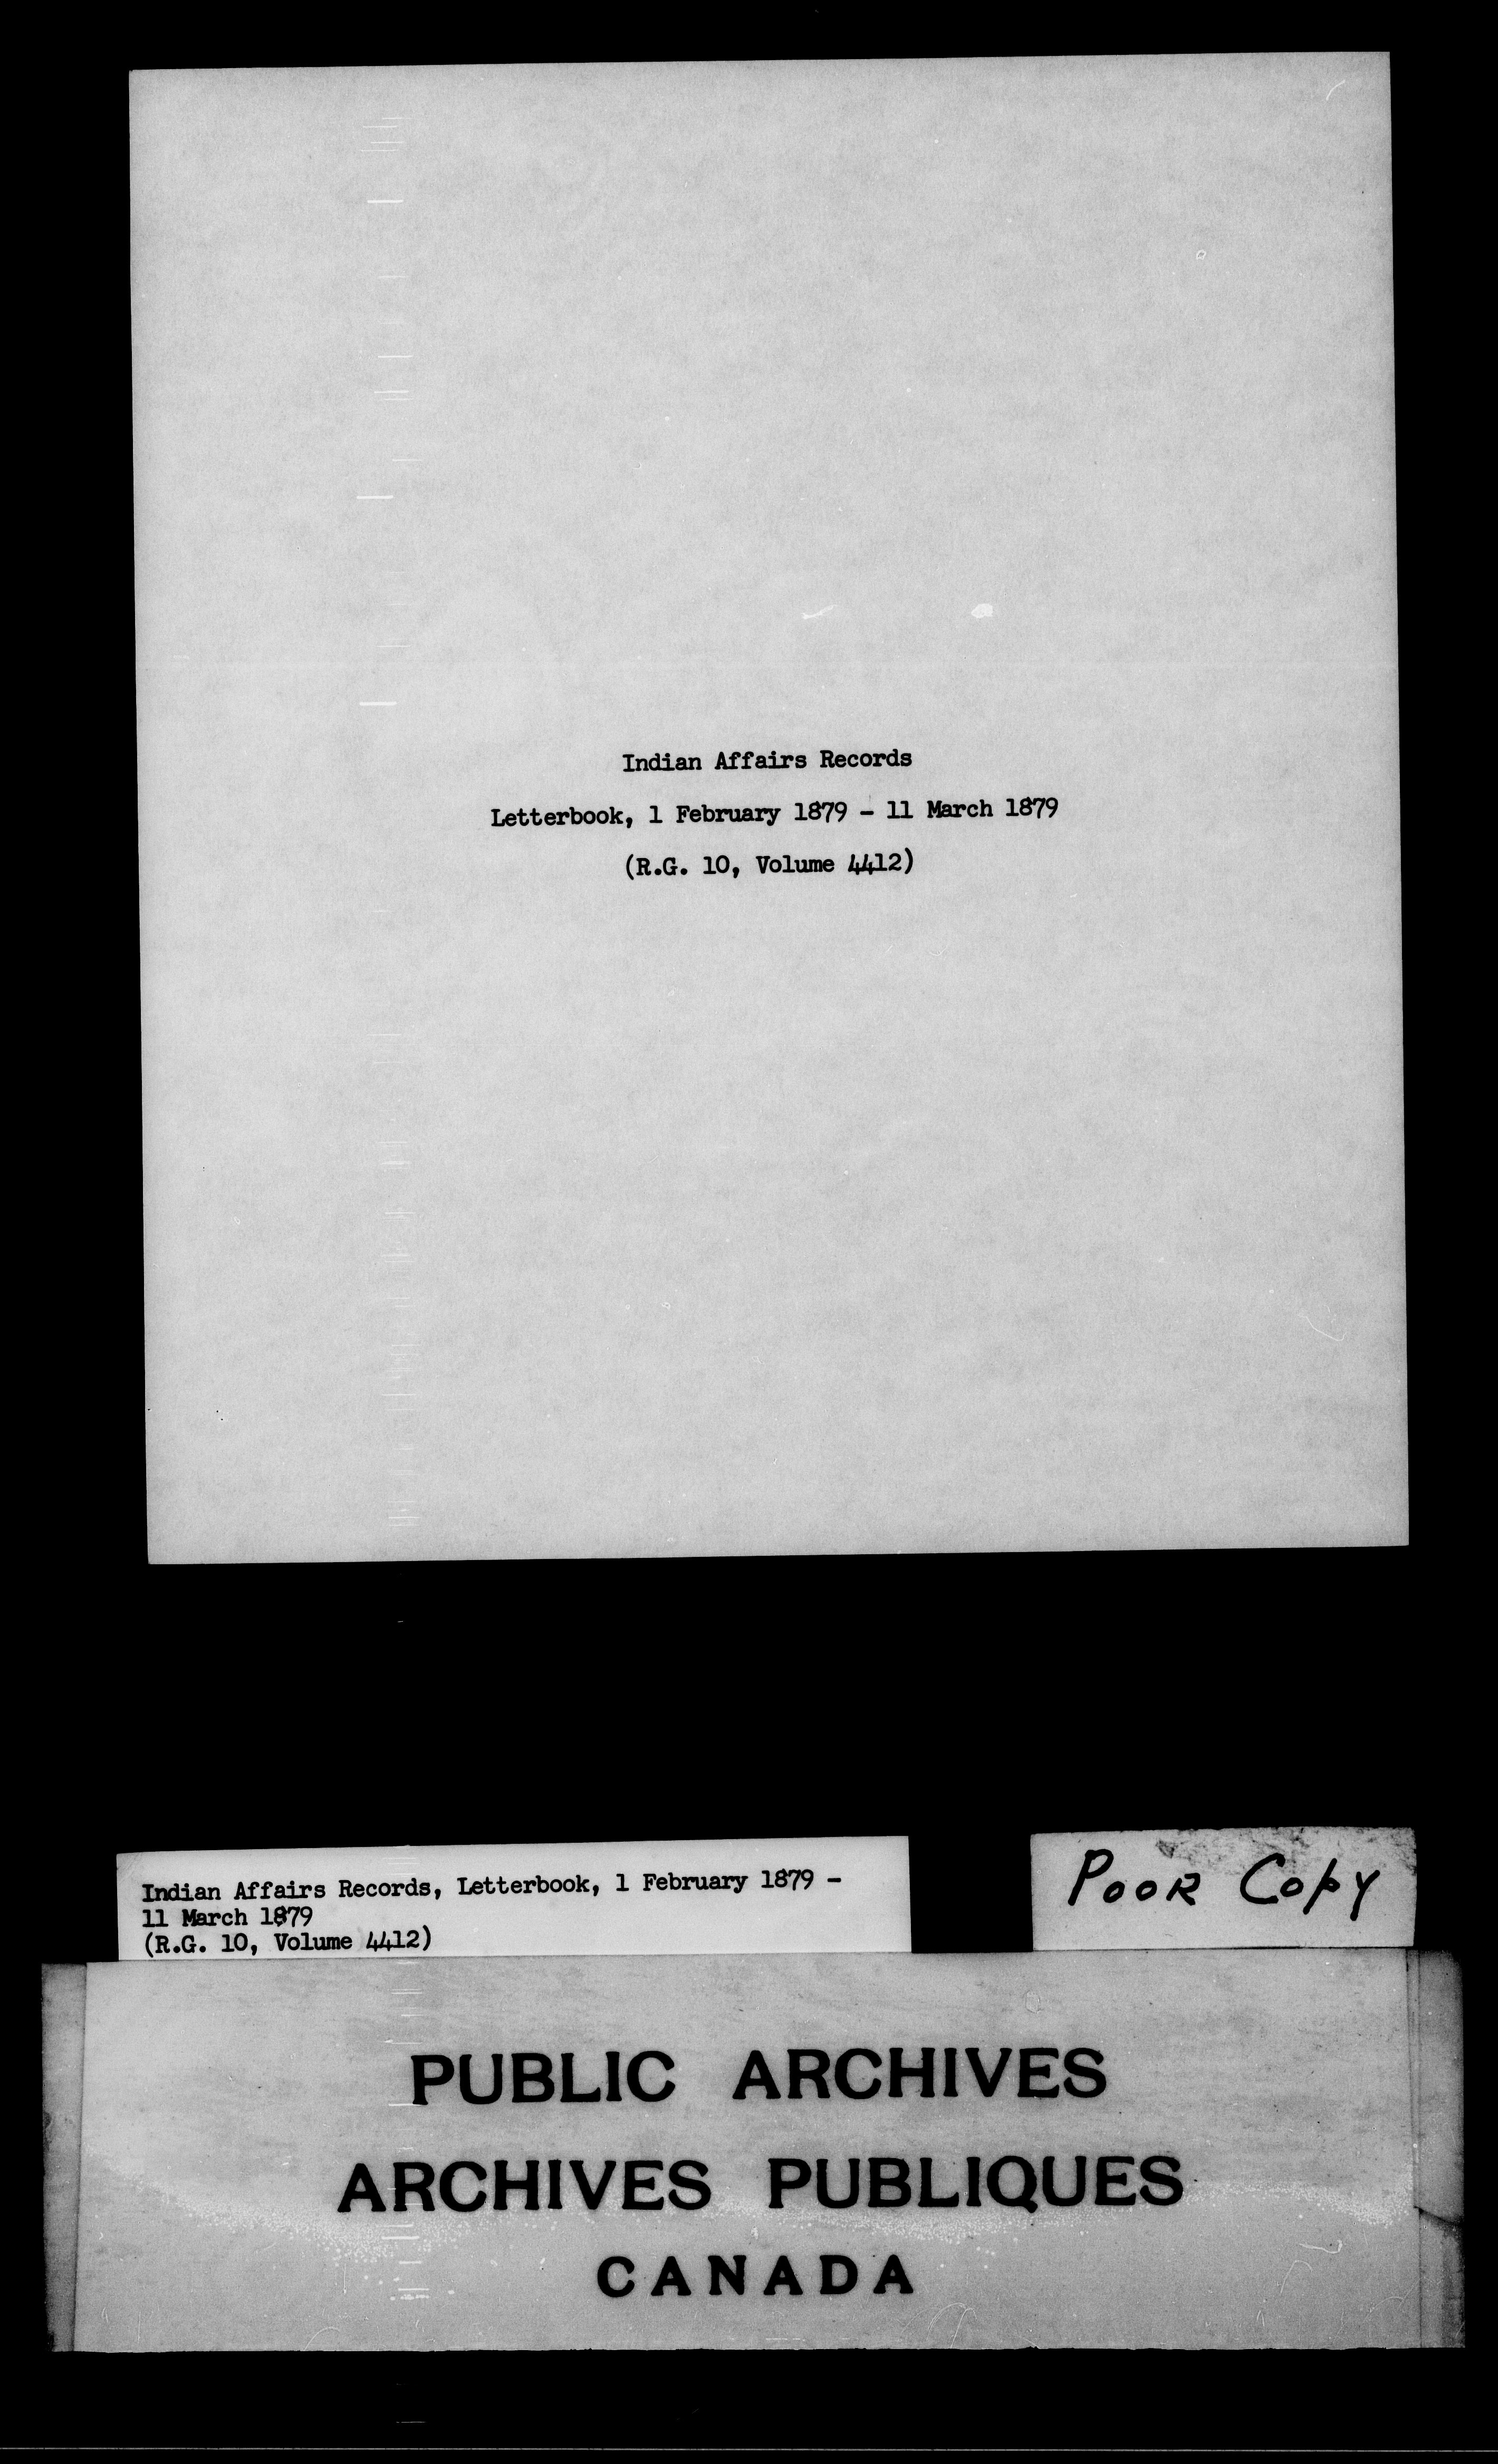 Indian Affairs Records
Letterbook, 1 February 1879 - 11 March 1879
(R.G. 10, Volume 4412)
Indian Affairs Records, Letterbook, 1 February 1879 -
11 March 1879
(R.G. 10, Volume 4412)
POOR COPY
PUBLIC ARCHIVES
ARCHIVES PUBLIQUES
CANADA